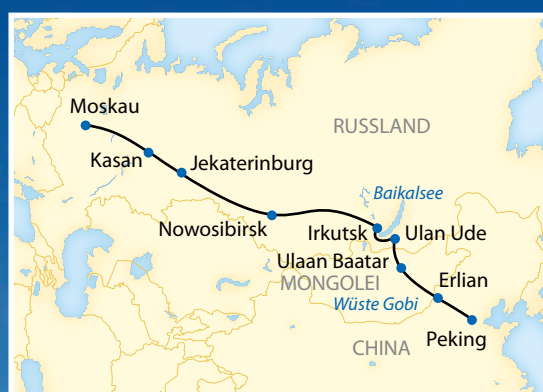 Moskau
RUSSLAND
Kasan
Jekaterinburg
Baikalsee
Nowosibirsk
Irkutsk
Ulan Ude
Ulaan Baatar
MONGOLEI
Erlian
Wüste Gobi
Peking
CHINA